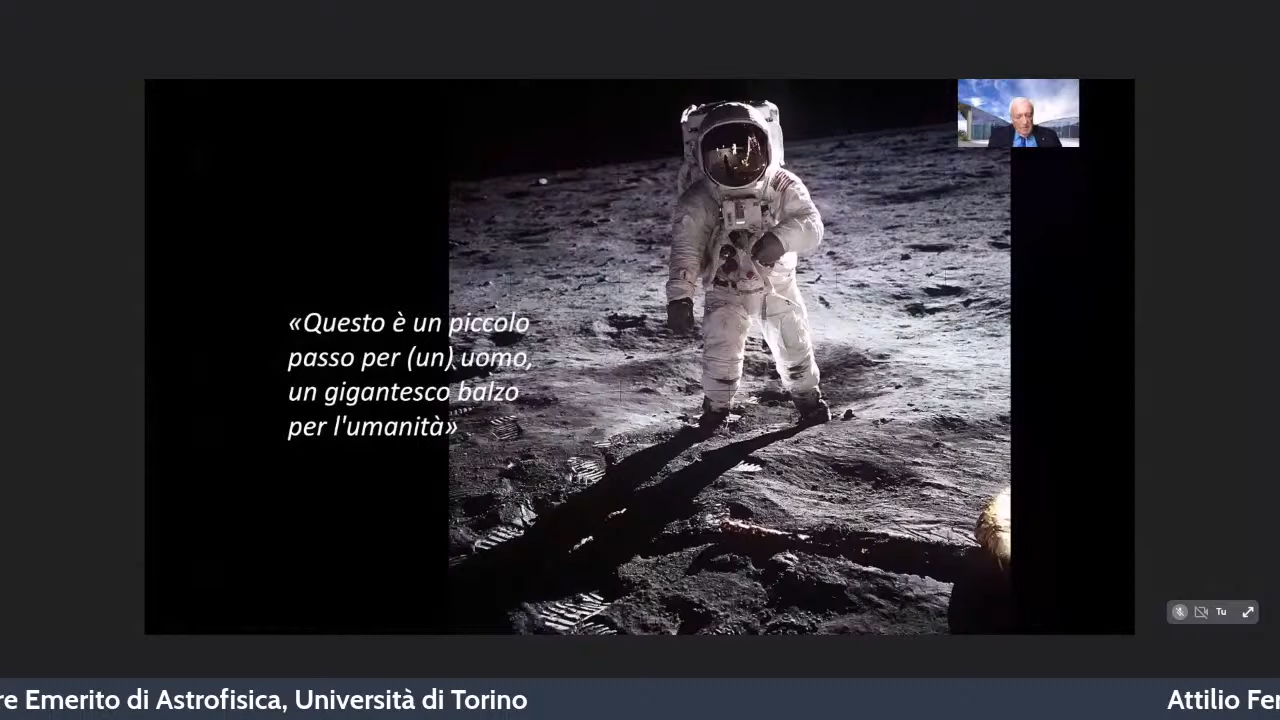 «Questo è un piccolo
passo per (un) uomo,
un gigantesco balzo
per l'umanità»
Tu
re Emerito di Astrofisica, Università di Torino
Attilio Fer